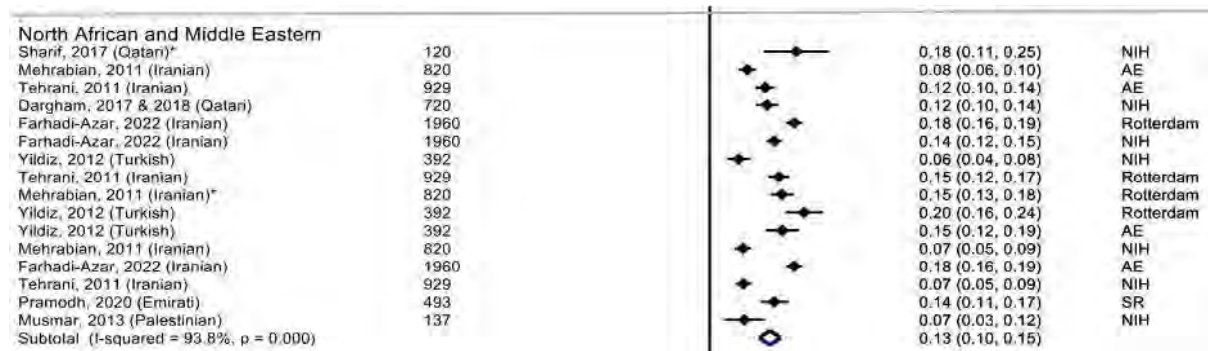 North African and Middle Eastern
Sharif, 2017 (Qatari)* 120 0.18 (0.11, 0.25) NIH
Mehrabian, 2011 (Iranian) 820 0.08 (0.06, 0.10) AE
Tehrani, 2011 (Iranian) 929 0.12 (0.10, 0.14) AE
Dargham, 2017 & 2018 (Qatari) 720 0.12 (0.10, 0.14) NIH
Farhadi-Azar, 2022 (Iranian) 1960 0.18 (0.16, 0.19) Rotterdam
Farhadi-Azar, 2022 (Iranian) 1960 0.14 (0.12, 0.15) NIH
Yildiz, 2012 (Turkish) 392 0.06 (0.04, 0.08) NIH
Tehrani, 2011 (Iranian) 929 0.15 (0.12, 0.17) Rotterdam
Mehrabian, 2011 (Iranian)* 820 0.15 (0.13, 0.18) Rotterdam
Yildiz, 2012 (Turkish) 392 0.20 (0.16, 0.24) Rotterdam
Yildiz, 2012 (Turkish) 392 0.15 (0.12, 0.19) AE
Mehrabian, 2011 (Iranian) 820 0.07 (0.05, 0.09) NIH
Farhadi-Azar, 2022 (Iranian) 1960 0.18 (0.16, 0.19) AE
Tehrani, 2011 (Iranian) 929 0.07 (0.05, 0.09) NIH
Pramodh, 2020 (Emirati) 493 0.14 (0.11, 0.17) SR
Musmar, 2013 (Palestinian) 137 0.07 (0.03, 0.12) NIH
Subtotal (I-squared = 93.8%, p = 0.000) 0.13 (0.10, 0.15)